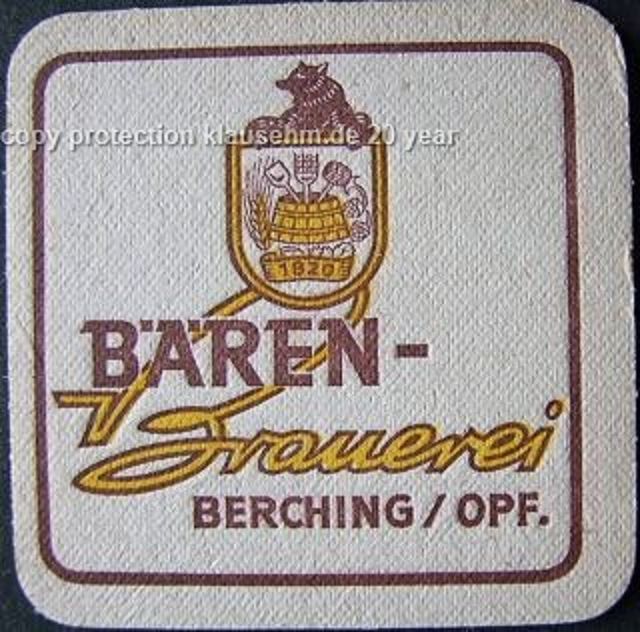 copy protection klausehm.de 20 year
1820
BÄREN-
Brauerei
BERCHING / OPF.